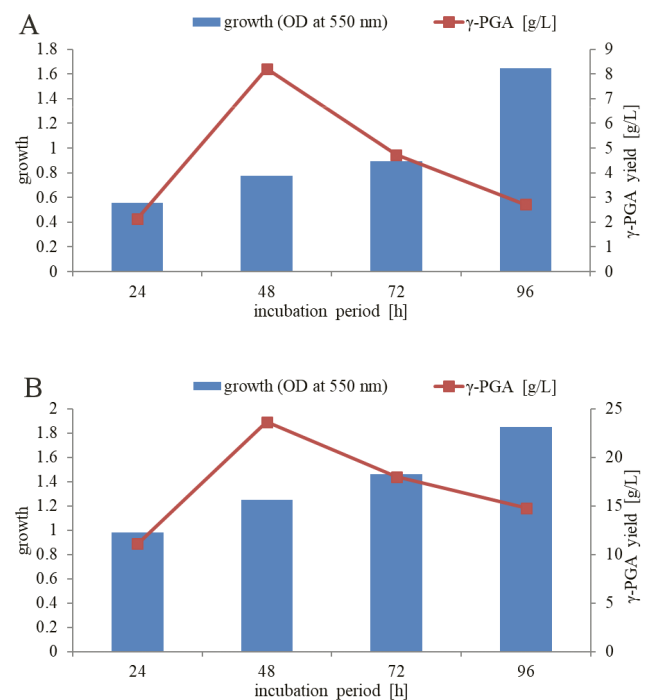 A
growth (OD at 550 nm) γ-PGA [g/L]
1.8 9
1.6 8
1.4 7
1.2 6
1 5
0.8 4
0.6 3
0.4 2
0.2 1
0 0
growth
γ-PGA yield [g/L]
24 48 72 96
incubation period [h]
B
growth (OD at 550 nm) γ-PGA [g/L]
2 25
1.8
1.6 20
1.4
1.2 15
1
0.8 10
0.6
0.4 5
0.2
0 0
growth
γ-PGA yield [g/L]
24 48 72 96
incubation period [h]